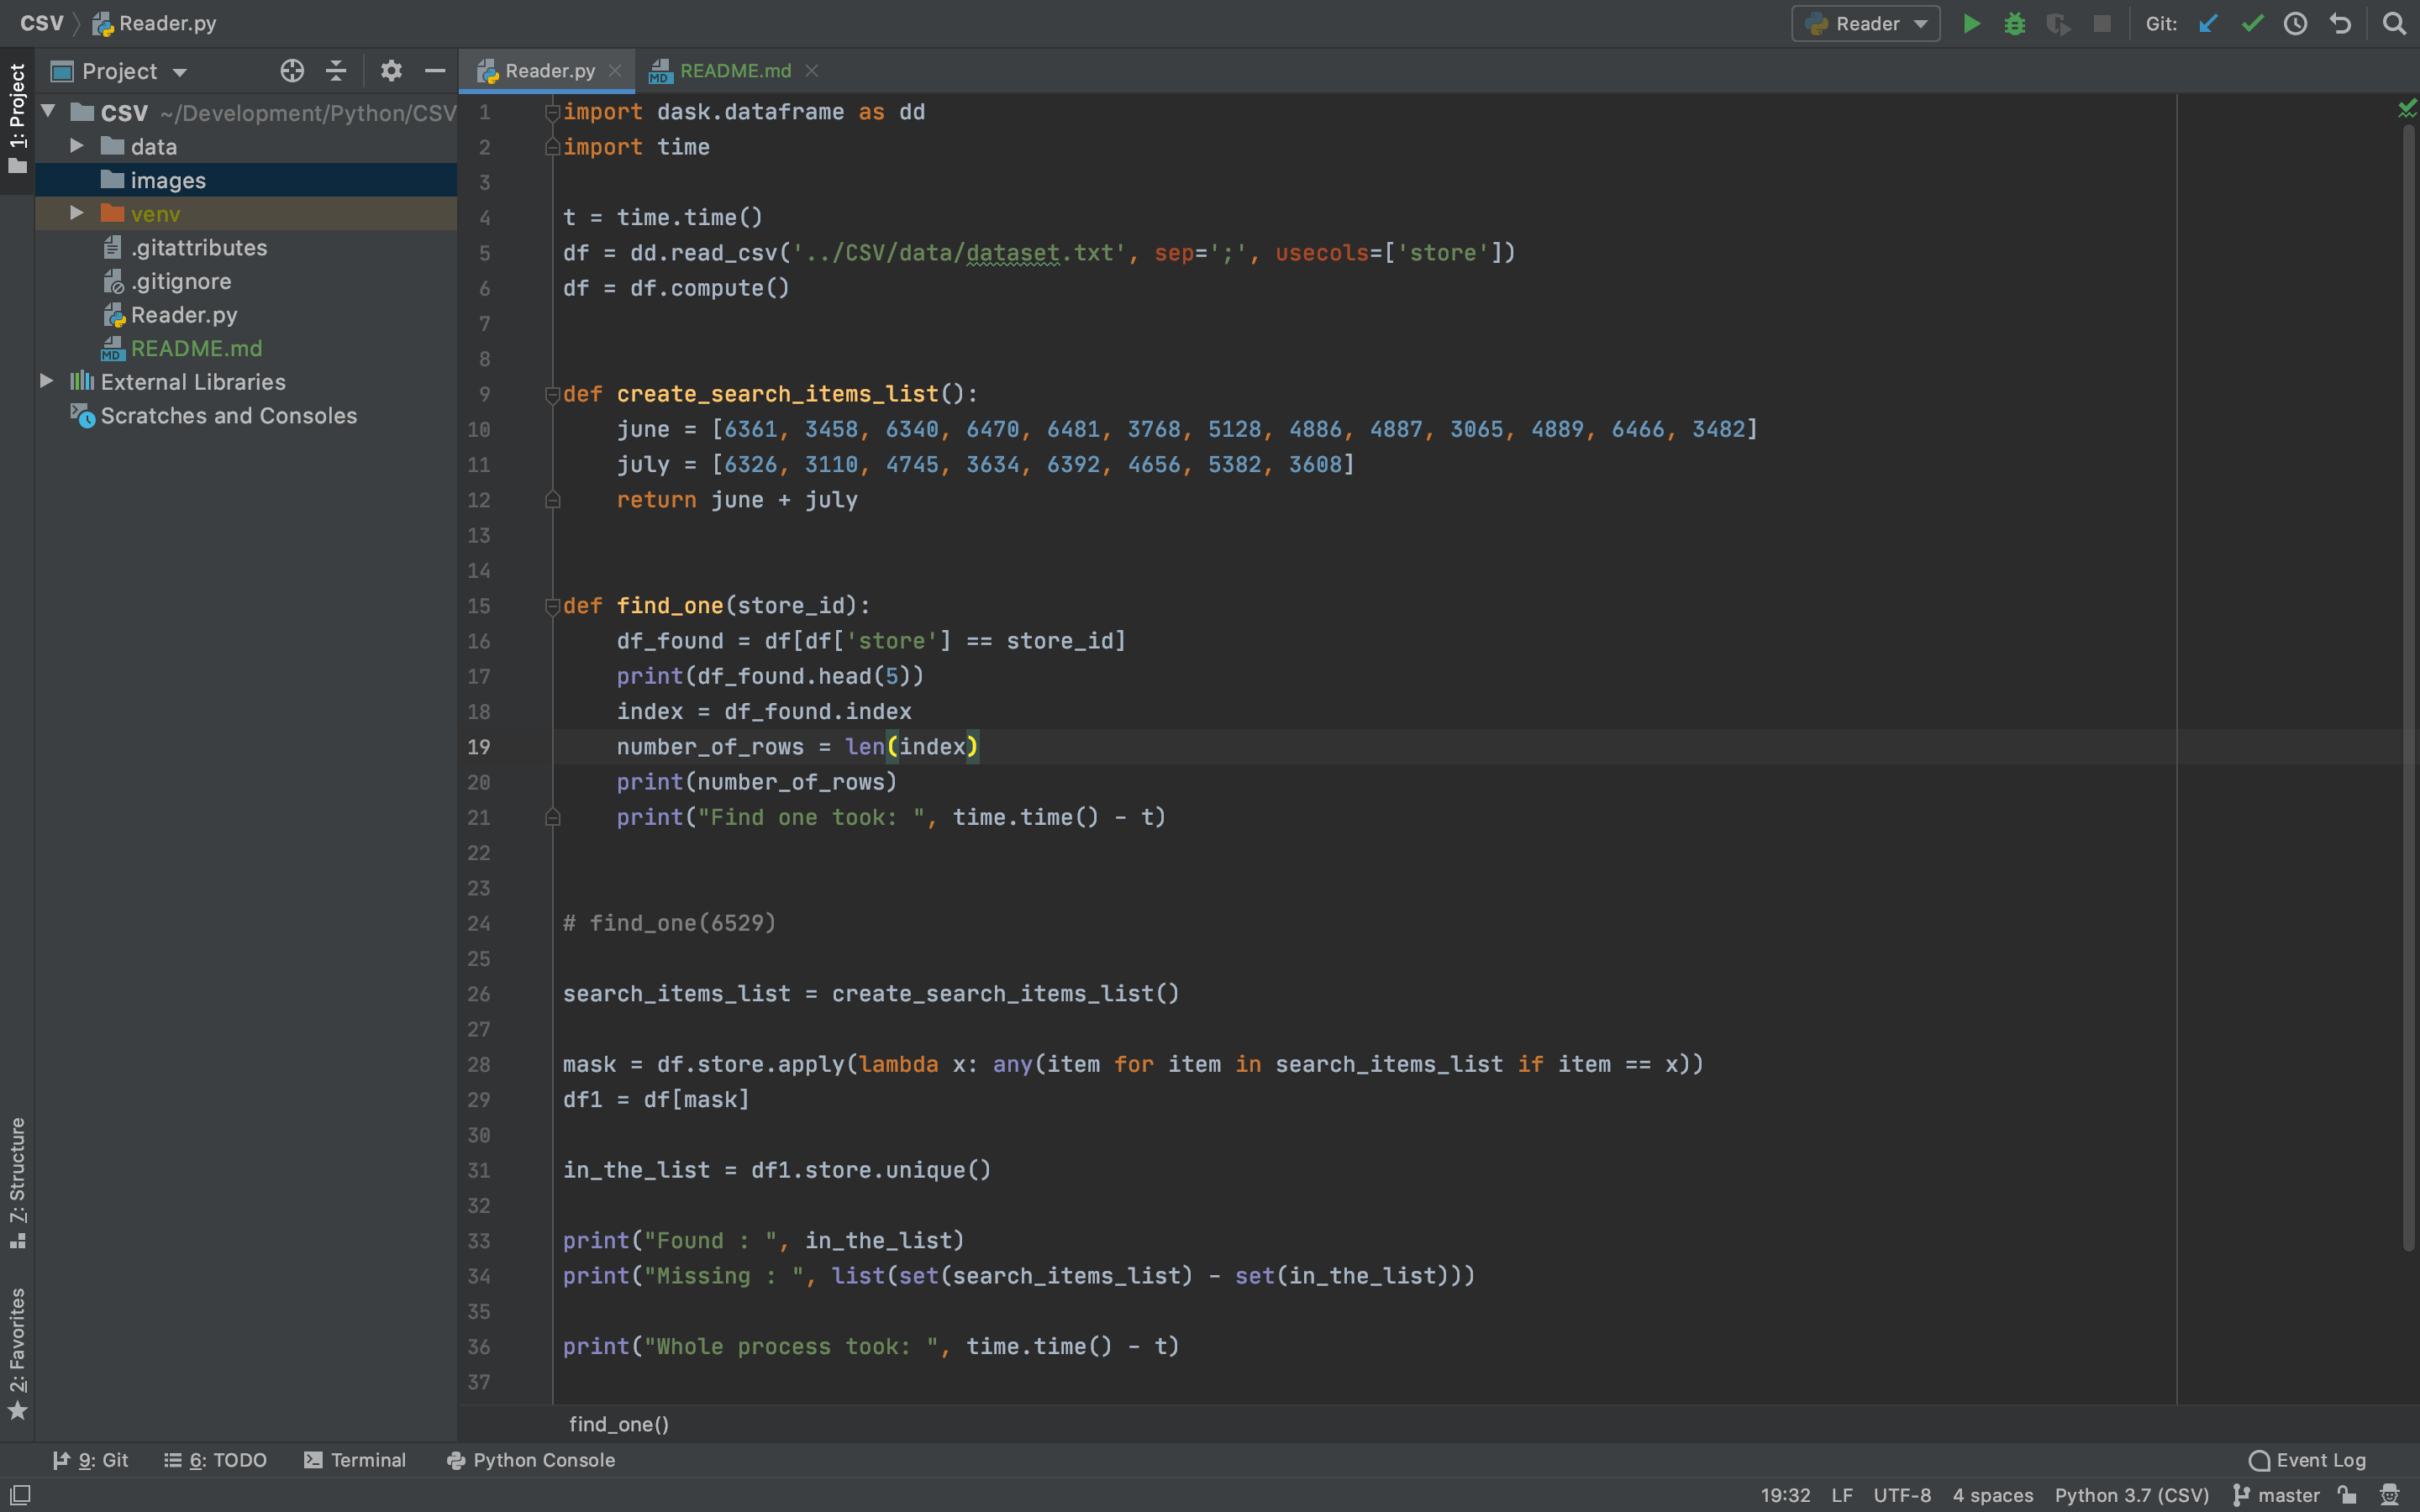 CSV Reader.py
Reader Git:
1: Project
Project
Reader.py README.md
CSV ~/Development/Python/CSV
data
images
venv
.gitattributes
.gitignore
Reader.py
README.md
External Libraries
Scratches and Consoles
7: Structure
2: Favorites
1 import dask.dataframe as dd
2 import time
3
4 t = time.time()
5 df = dd.read_csv('../CSV/data/dataset.txt', sep=';', usecols=['store'])
6 df = df.compute()
7
8
9 def create_search_items_list():
10 june = [6361, 3458, 6340, 6470, 6481, 3768, 5128, 4886, 4887, 3065, 4889, 6466, 3482]
11 july = [6326, 3110, 4745, 3634, 6392, 4656, 5382, 3608]
12 return june + july
13
14
15 def find_one(store_id):
16 df_found = df[df['store'] == store_id]
17 print(df_found.head(5))
18 index = df_found.index
19 number_of_rows = len(index)
20 print(number_of_rows)
21 print("Find one took: ", time.time() - t)
22
23
24 # find_one(6529)
25
26 search_items_list = create_search_items_list()
27
28 mask = df.store.apply(lambda x: any(item for item in search_items_list if item == x))
29 df1 = df[mask]
30
31 in_the_list = df1.store.unique()
32
33 print("Found : ", in_the_list)
34 print("Missing : ", list(set(search_items_list) - set(in_the_list)))
35
36 print("Whole process took: ", time.time() - t)
37
find_one()
9: Git 6: TODO Terminal Python Console Event Log
19:32 LF UTF-8 4 spaces Python 3.7 (CSV) master